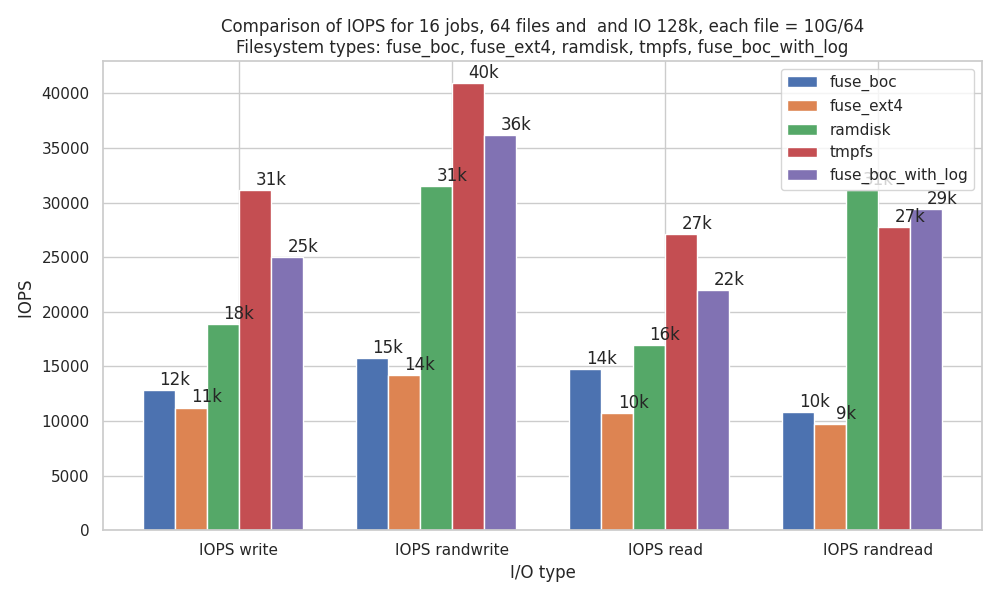 Comparison of IOPS for 16 jobs, 64 files and  and IO 128k, each file = 10G/64
Filesystem types: fuse_boc, fuse_ext4, ramdisk, tmpfs, fuse_boc_with_log
IOPS
40000
35000
30000
25000
20000
15000
10000
5000
0
12k
11k
18k
31k
25k
15k
14k
31k
40k
36k
14k
10k
16k
27k
22k
10k
9k
31k
27k
29k
fuse_boc
fuse_ext4
ramdisk
tmpfs
fuse_boc_with_log
IOPS write
IOPS randwrite
IOPS read
IOPS randread
I/O type